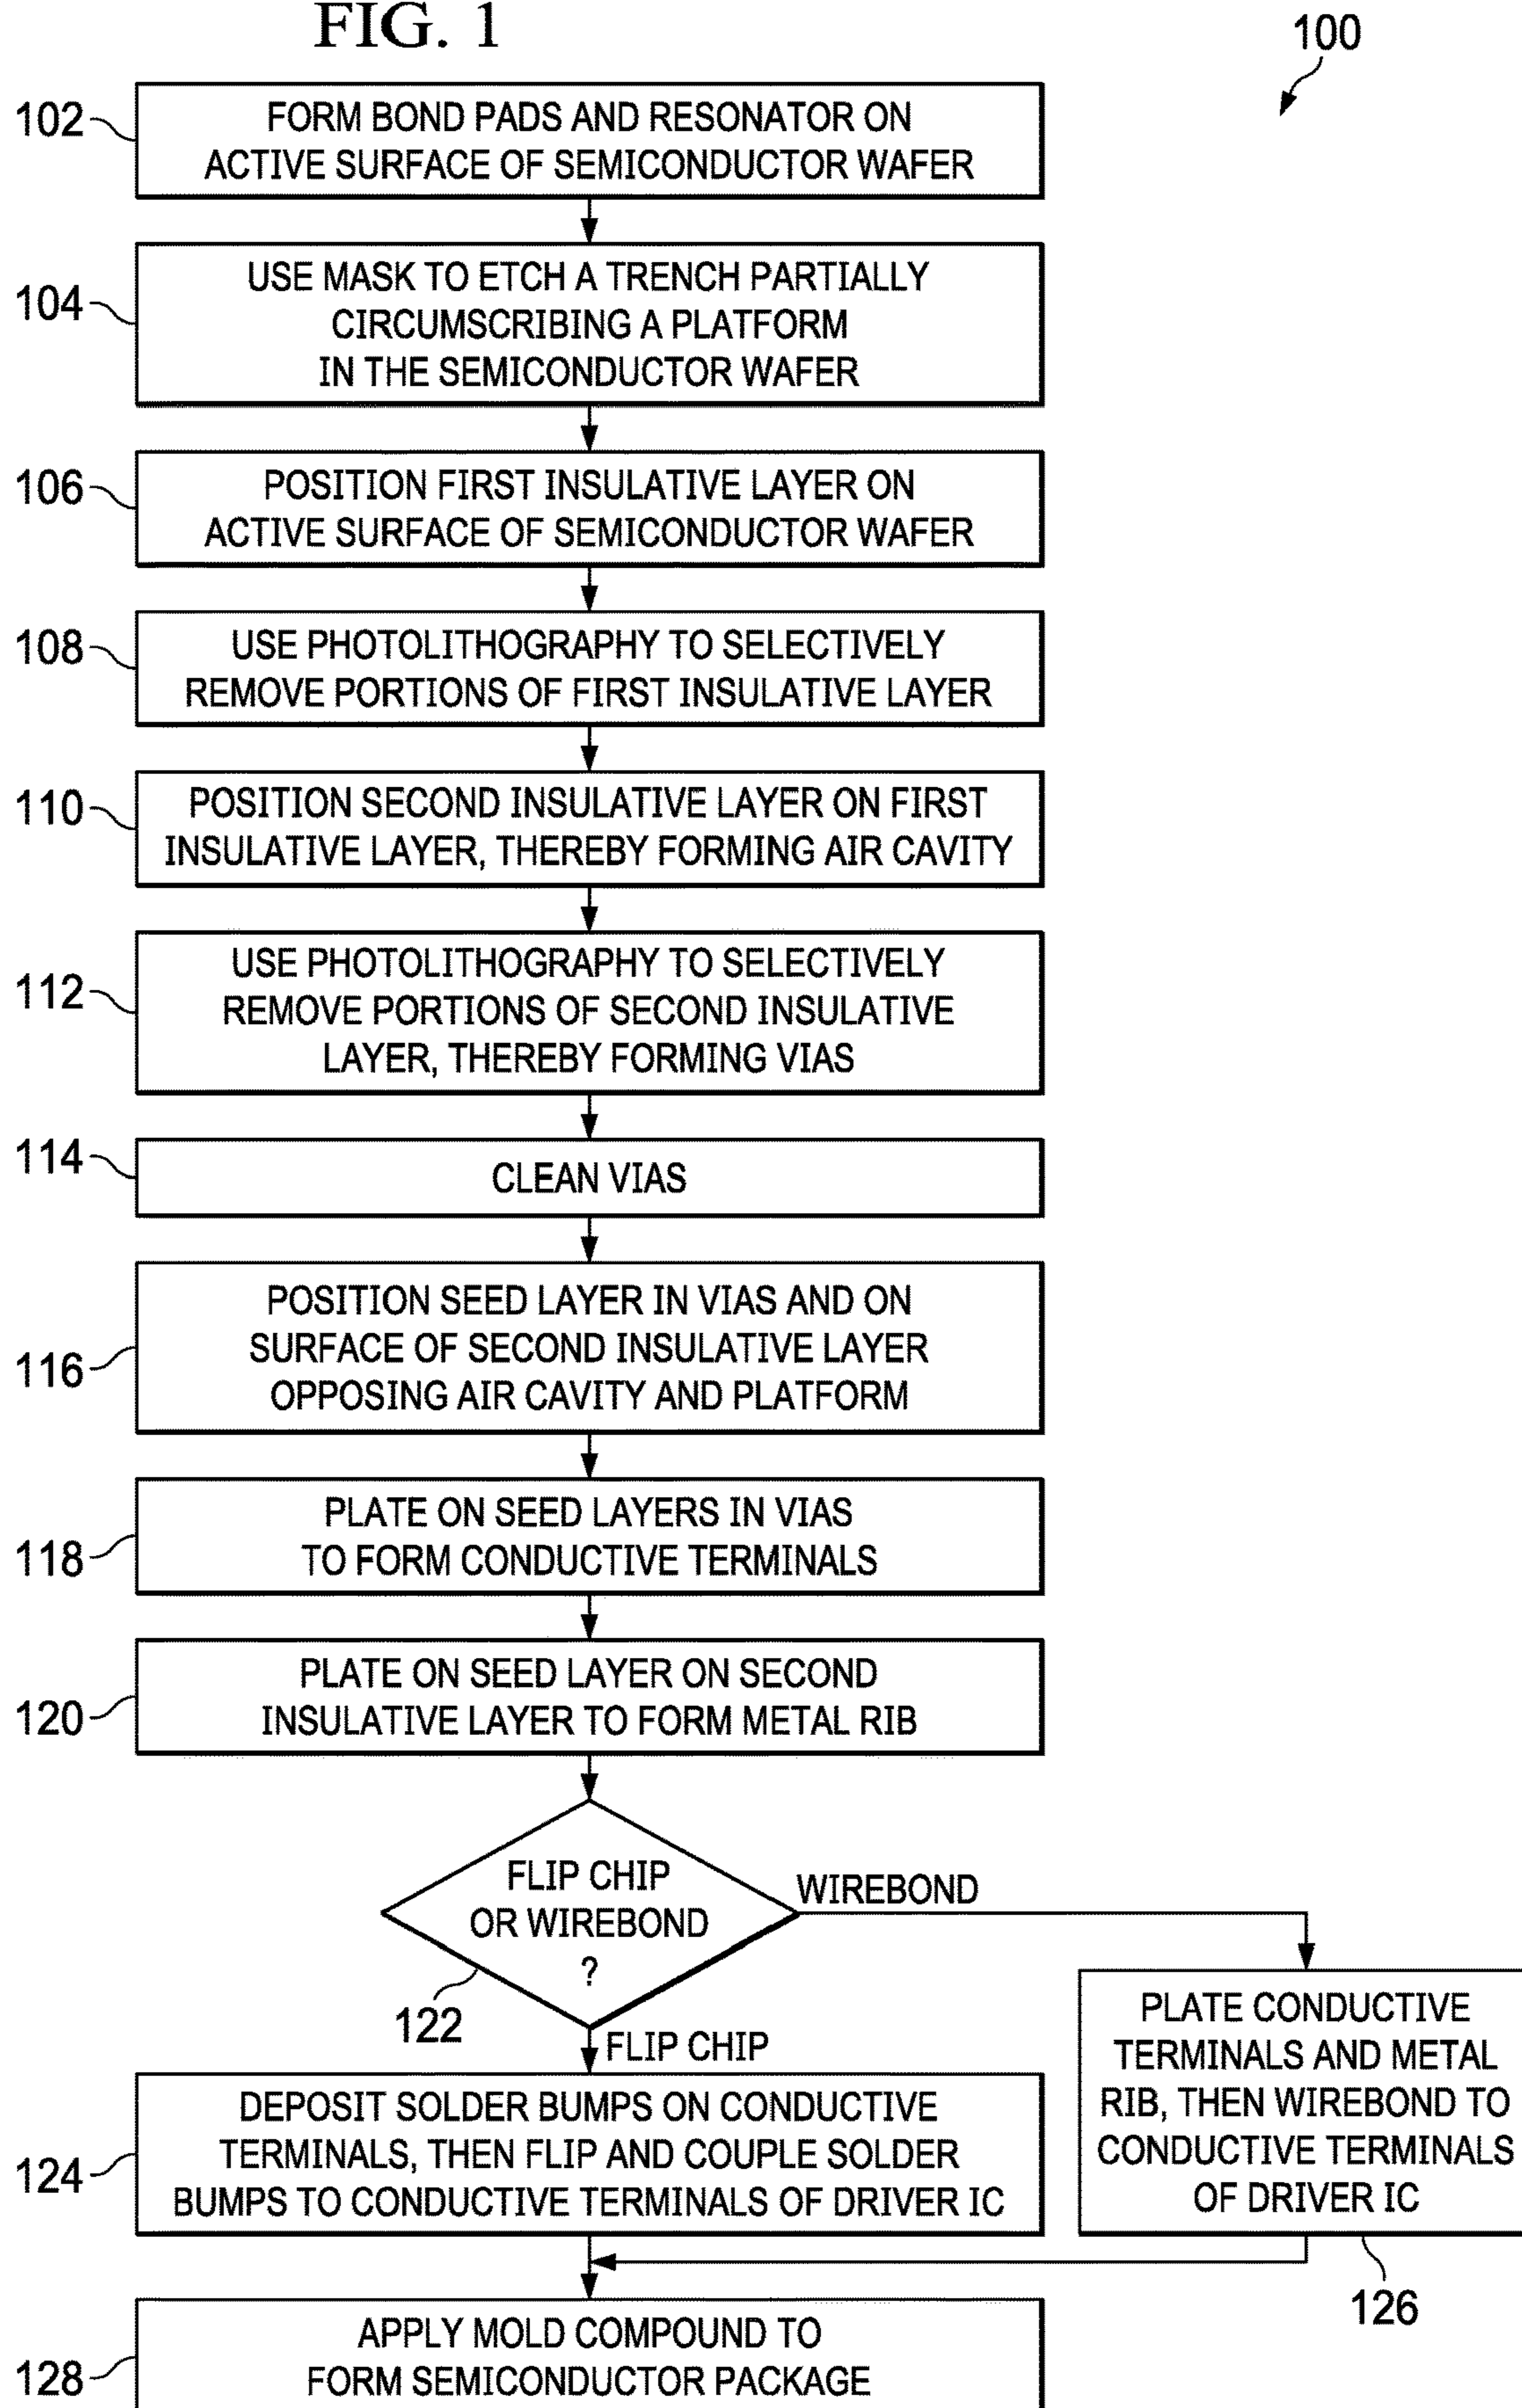 FIG. 1
100
102
FORM BOND PADS AND RESONATOR ON
ACTIVE SURFACE OF SEMICONDUCTOR WAFER
104
USE MASK TO ETCH A TRENCH PARTIALLY
CIRCUMSCRIBING A PLATFORM
IN THE SEMICONDUCTOR WAFER
106
POSITION FIRST INSULATIVE LAYER ON
ACTIVE SURFACE OF SEMICONDUCTOR WAFER
108
USE PHOTOLITHOGRAPHY TO SELECTIVELY
REMOVE PORTIONS OF FIRST INSULATIVE LAYER
110
POSITION SECOND INSULATIVE LAYER ON FIRST
INSULATIVE LAYER, THEREBY FORMING AIR CAVITY
112
USE PHOTOLITHOGRAPHY TO SELECTIVELY
REMOVE PORTIONS OF SECOND INSULATIVE
LAYER, THEREBY FORMING VIAS
114
CLEAN VIAS
116
POSITION SEED LAYER IN VIAS AND ON
SURFACE OF SECOND INSULATIVE LAYER
OPPOSING AIR CAVITY AND PLATFORM
118
PLATE ON SEED LAYERS IN VIAS
TO FORM CONDUCTIVE TERMINALS
120
PLATE ON SEED LAYER ON SECOND
INSULATIVE LAYER TO FORM METAL RIB
FLIP CHIP
OR WIREBOND
?
122
WIREBOND
FLIP CHIP
124
DEPOSIT SOLDER BUMPS ON CONDUCTIVE
TERMINALS, THEN FLIP AND COUPLE SOLDER
BUMPS TO CONDUCTIVE TERMINALS OF DRIVER IC
PLATE CONDUCTIVE
TERMINALS AND METAL
RIB, THEN WIREBOND TO
CONDUCTIVE TERMINALS
OF DRIVER IC
126
128
APPLY MOLD COMPOUND TO
FORM SEMICONDUCTOR PACKAGE